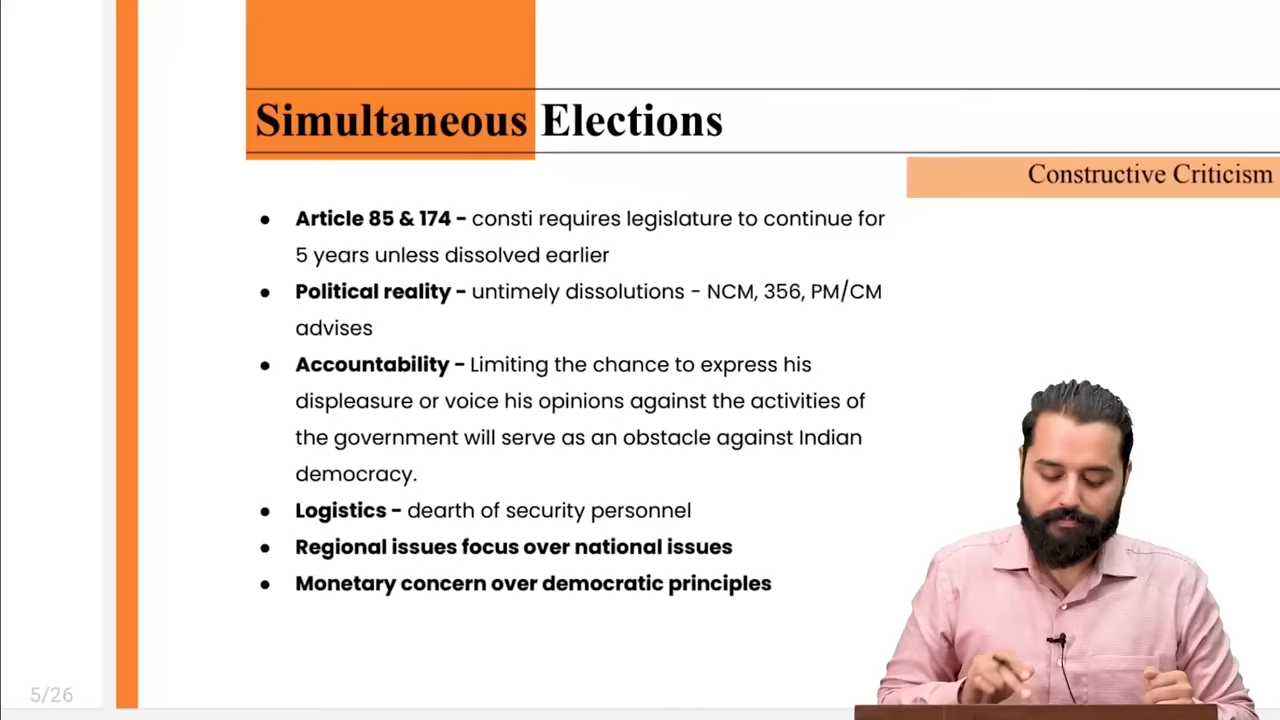 Simultaneous Elections
Constructive Criticism
● Article 85 & 174 - consti requires legislature to continue for
5 years unless dissolved earlier
● Political reality - untimely dissolutions - NCM, 356, PM/CM
advises
● Accountability - Limiting the chance to express his
displeasure or voice his opinions against the activities of
the government will serve as an obstacle against Indian
democracy.
● Logistics - dearth of security personnel
● Regional issues focus over national issues
● Monetary concern over democratic principles
5/26